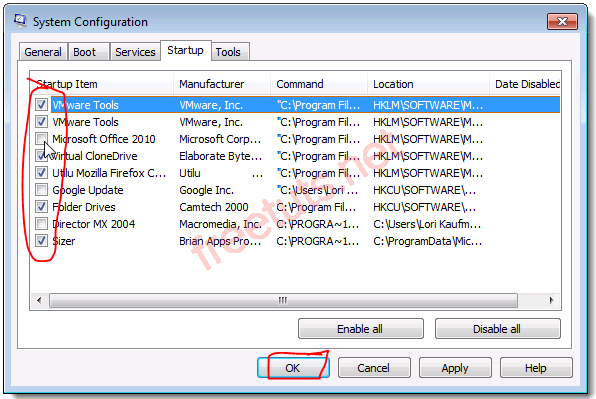 System Configuration
General Boot Services Startup Tools
Startup Item Manufacturer Command Location Date Disabled
VMware Tools VMware, Inc. "C:\Program Fil... HKLM\SOFTWARE\M...
VMware Tools VMware, Inc. "C:\Program Fil... HKLM\SOFTWARE\M...
Microsoft Office 2010 Microsoft Corp... "C:\Program Fil... HKLM\SOFTWARE\M...
Virtual CloneDrive Elaborate Byte... "C:\Program Fil... HKLM\SOFTWARE\M...
Utilu Mozilla Firefox C... Utilu ... "C:\Program Fil... HKLM\SOFTWARE\M...
Google Update Google Inc. "C:\Users\Lori ... HKCU\SOFTWARE\...
Folder Drives Camtech 2000 C:\Program Files... HKCU\SOFTWARE\M...
Director MX 2004 Macromedia, Inc. C:\PROGRA~1... C:\Users\Lori Kaufm...
Sizer Brian Apps Pro... C:\PROGRA~1... C:\ProgramData\Mic...
freetuts.net
Enable all Disable all
OK Cancel Apply Help